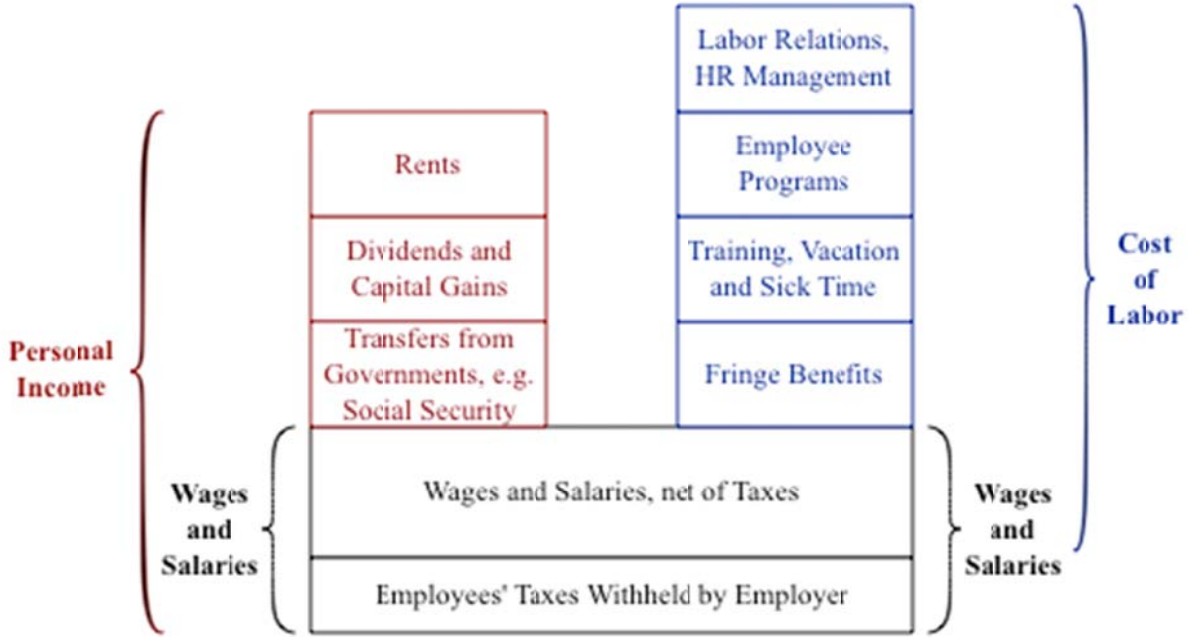 Labor Relations,
HR Management
Rents
Employee
Programs
Dividends and
Capital Gains
Training, Vacation
and Sick Time
Cost
of
Labor
Personal
Income
Transfers from
Governments, e.g.
Social Security
Fringe Benefits
Wages
and
Salaries
Wages and Salaries, net of Taxes
Wages
and
Salaries
Employees' Taxes Withheld by Employer